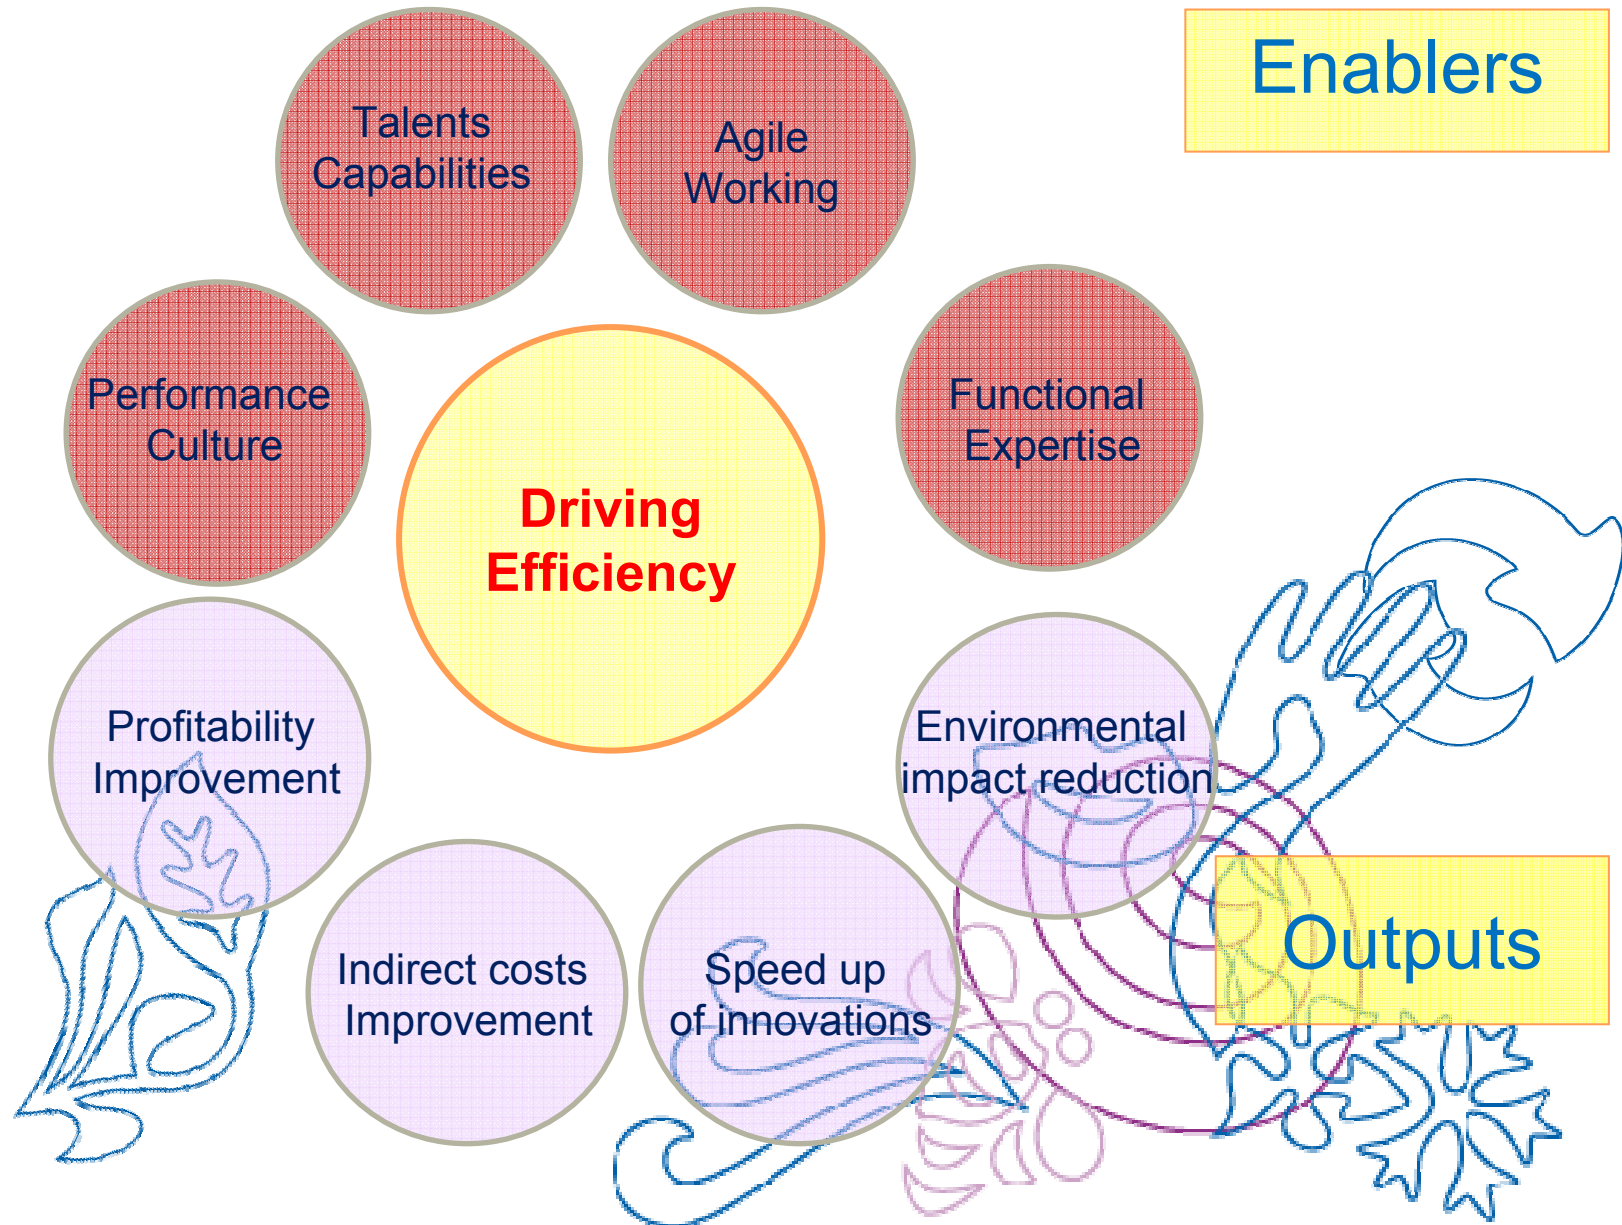 Enablers
Talents
Capabilities
Agile
Working
Performance
Culture
Functional
Expertise
Driving
Efficiency
Profitability
Improvement
Environmental
impact reduction
Indirect costs
Improvement
Speed up
of innovations
Outputs